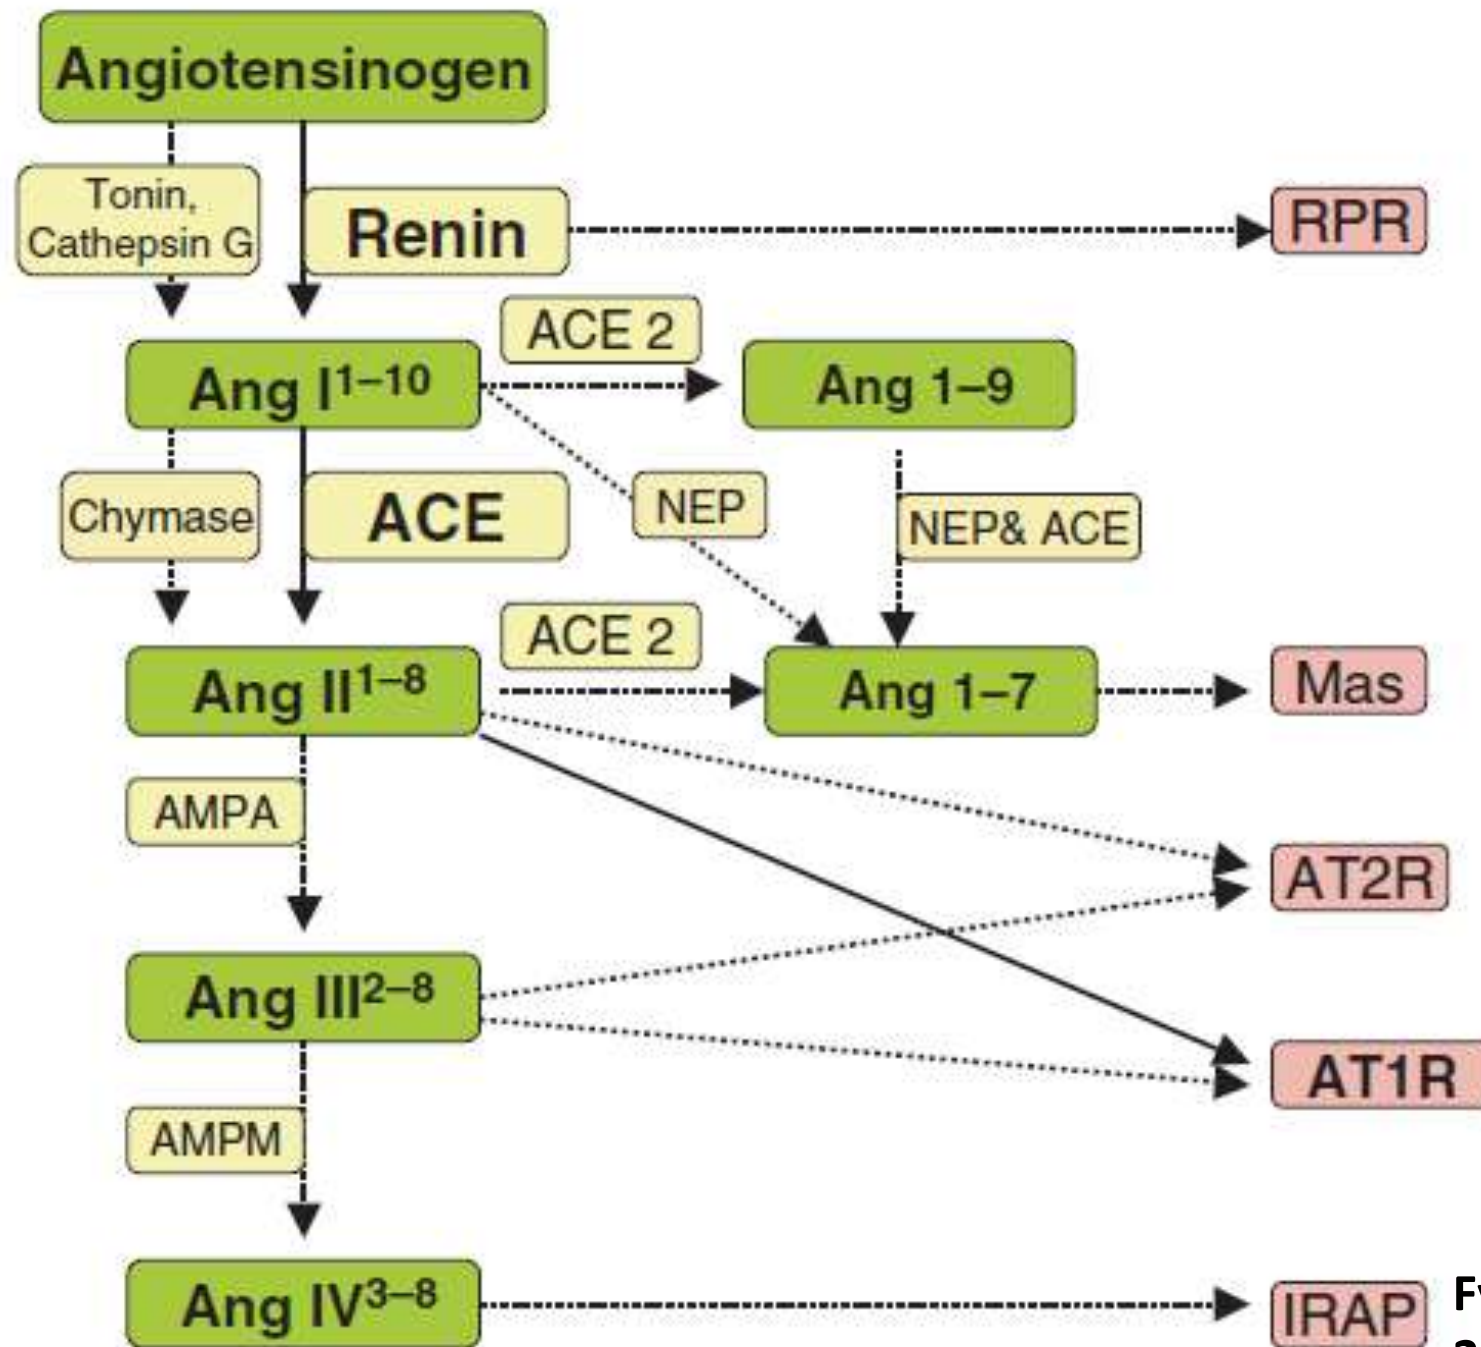 Angiotensinogen
Tonin,
Cathepsin G
Renin
RPR
ACE 2
Ang I1–10
Ang 1–9
Chymase
ACE
NEP
NEP& ACE
ACE 2
Ang II1–8
Ang 1–7
Mas
AMPA
AT2R
Ang III2–8
AT1R
AMPM
Ang IV3–8
IRAP